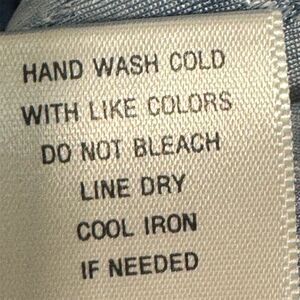 HAND WASH COLD
WITH LIKE COLORS
DO NOT BLEACH
LINE DRY
COOL IRON
IF NEEDED